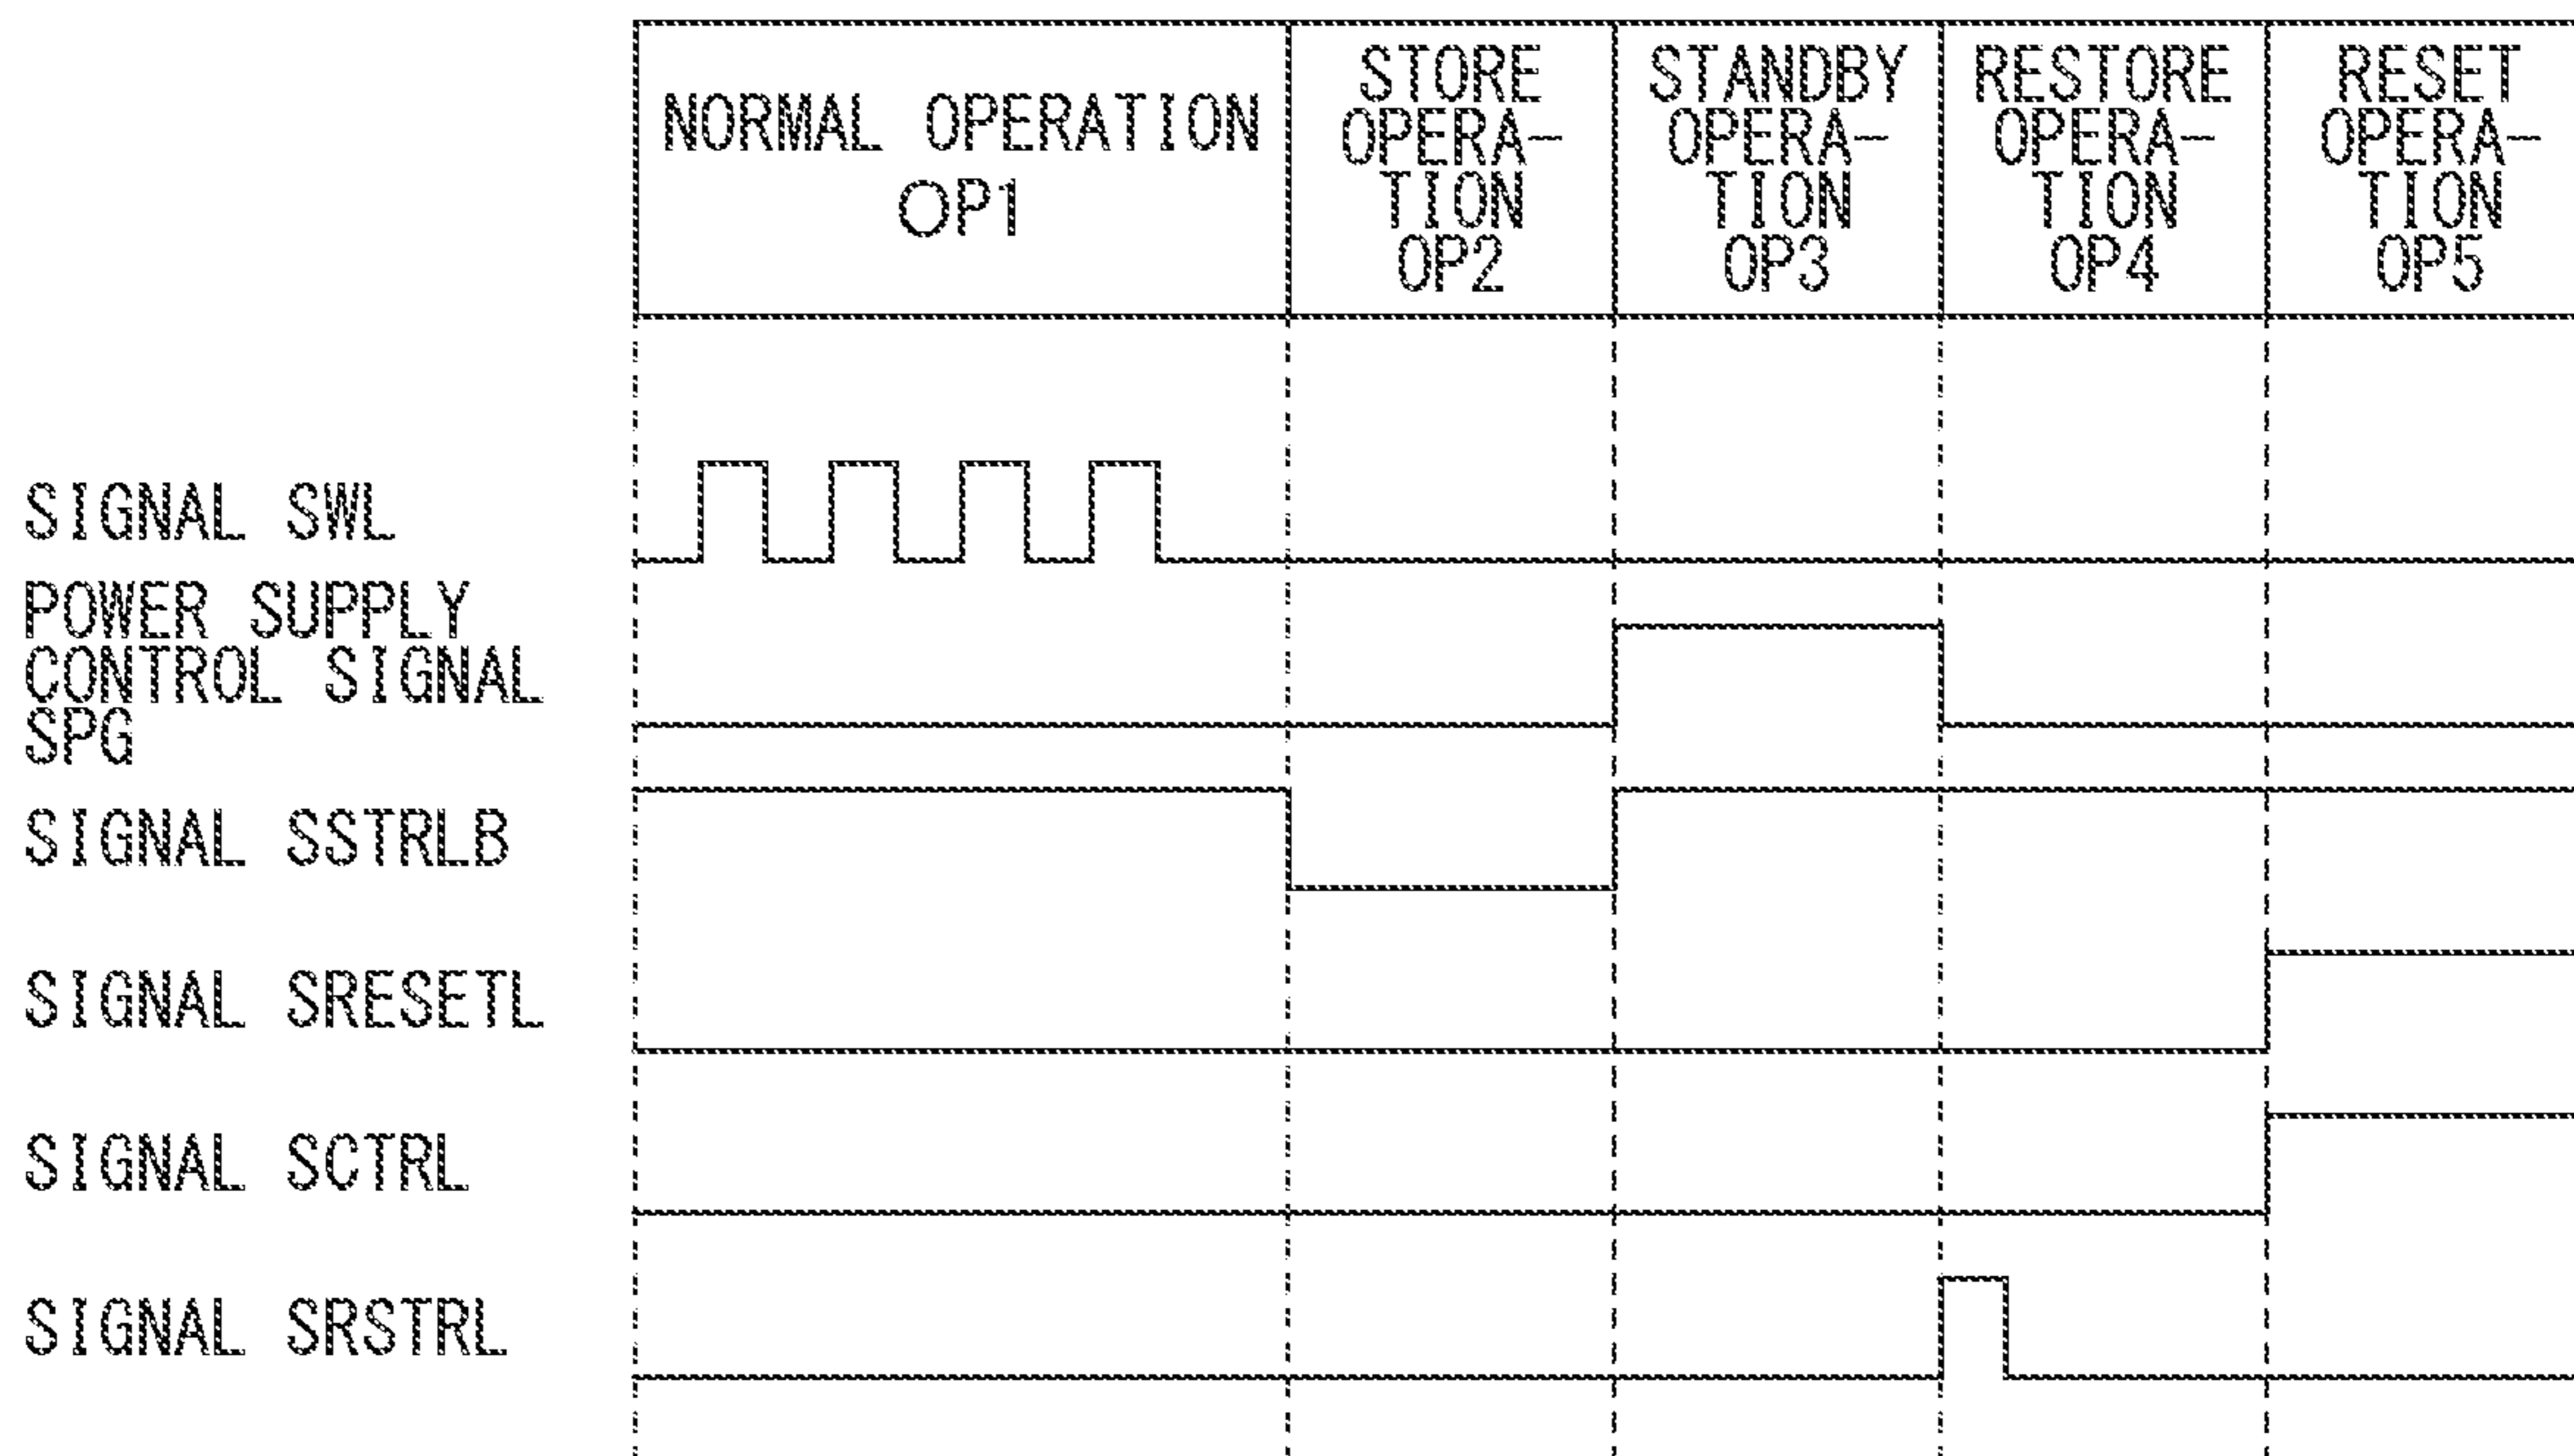 NORMAL OPERATION
OP1
STORE
OPERA-
TION
OP2
STANDBY
OPERA-
TION
OP3
RESTORE
OPERA-
TION
OP4
RESET
OPERA-
TION
OP5
SIGNAL SWL
POWER SUPPLY
CONTROL SIGNAL
SPG
SIGNAL SSTRLB
SIGNAL SRESETL
SIGNAL SCTRL
SIGNAL SRSTRL